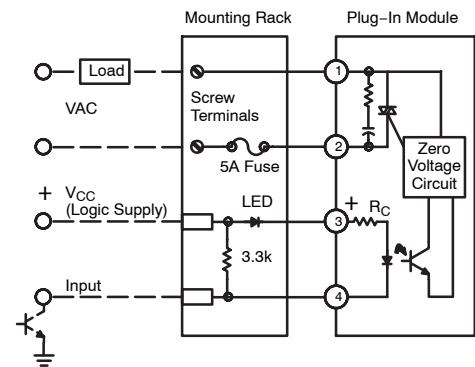 Mounting Rack
Plug−In Module
Load
VAC
Screw
Terminals
5A Fuse
1
2
Zero
Voltage
Circuit
+ VCC
(Logic Supply)
LED
3
+
RC
3.3k
Input
4